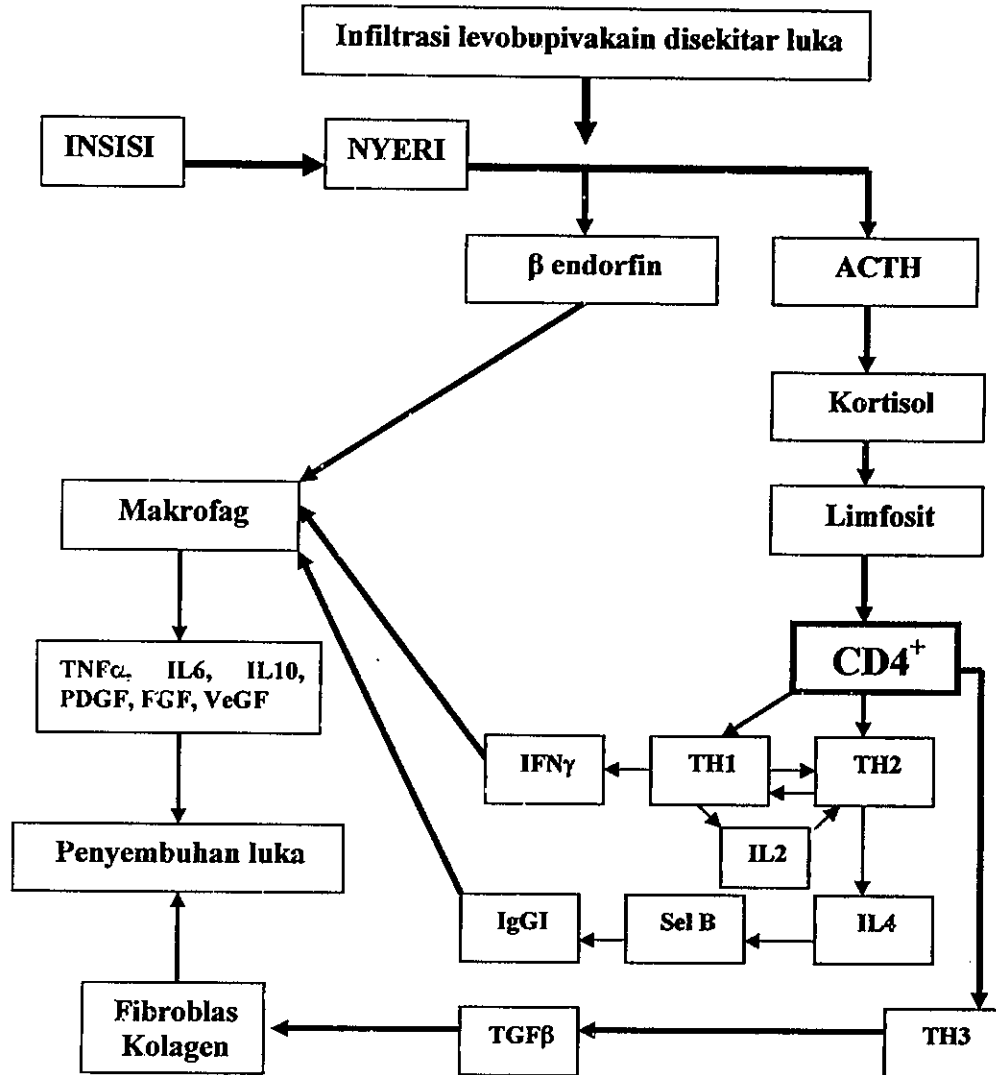 Infiltrasi levobupivakain disekitar luka
INSISI
NYERI
β endorfin
ACTH
Kortisol
Makrofag
Limfosit
TNFα, IL6, IL10,
PDGF, FGF, VeGF
CD4⁺
IFNγ
TH1
TH2
Penyembuhan luka
IL2
IgGI
Sel B
IL4
Fibroblas
Kolagen
TGFβ
TH3